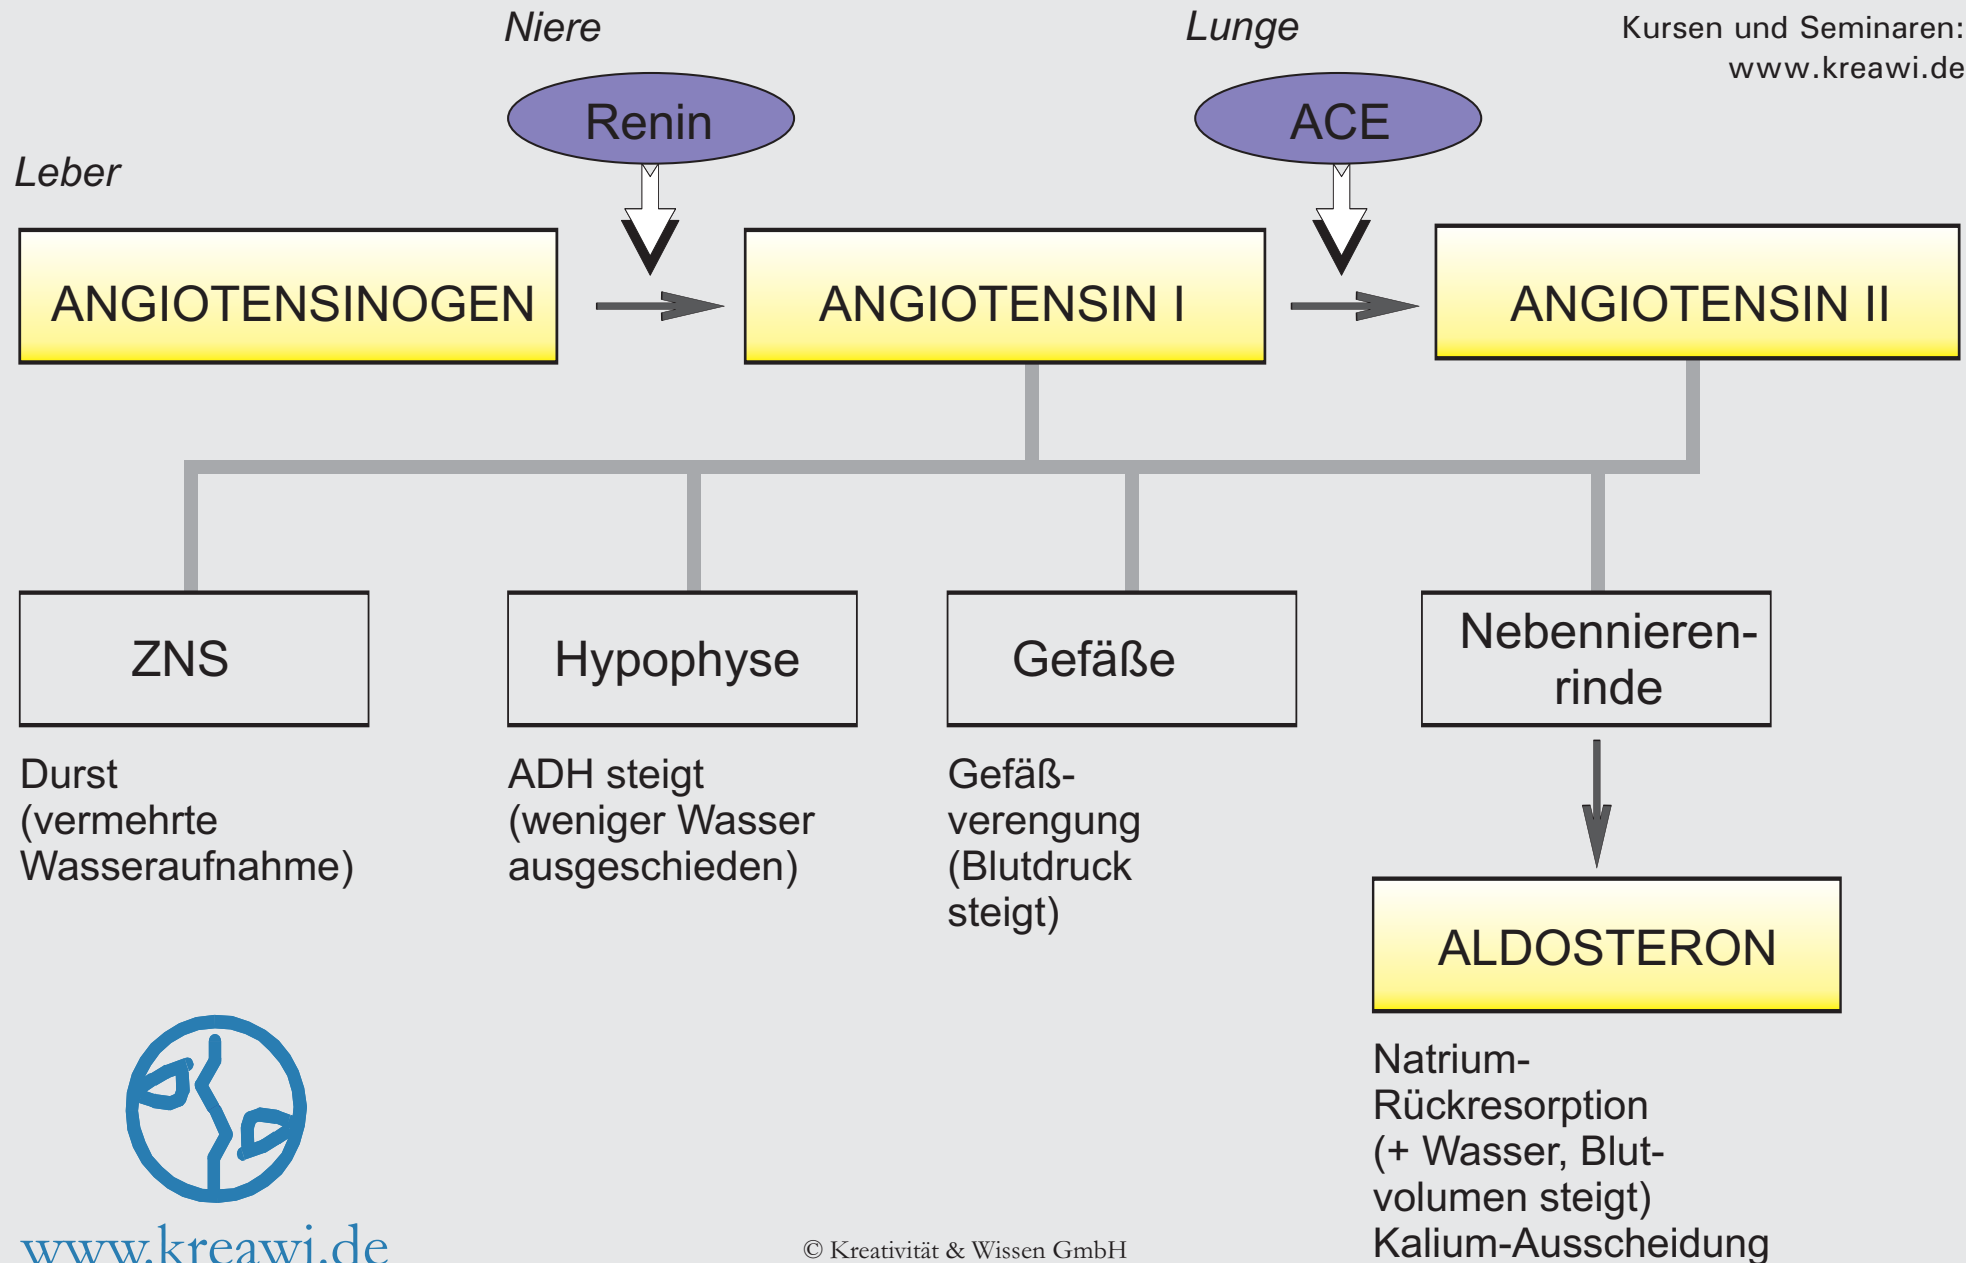 Niere
Lunge
Kursen und Seminaren:
www.kreawi.de
Renin
ACE
Leber
ANGIOTENSINOGEN
ANGIOTENSIN I
ANGIOTENSIN II
ZNS
Hypophyse
Gefäße
Nebennieren-
rinde
Durst
(vermehrte
Wasseraufnahme)
ADH steigt
(weniger Wasser
ausgeschieden)
Gefäß-
verengung
(Blutdruck
steigt)
ALDOSTERON
Natrium-
Rückresorption
(+ Wasser, Blut-
volumen steigt)
Kalium-Ausscheidung
www.kreawi.de
© Kreativität & Wissen GmbH